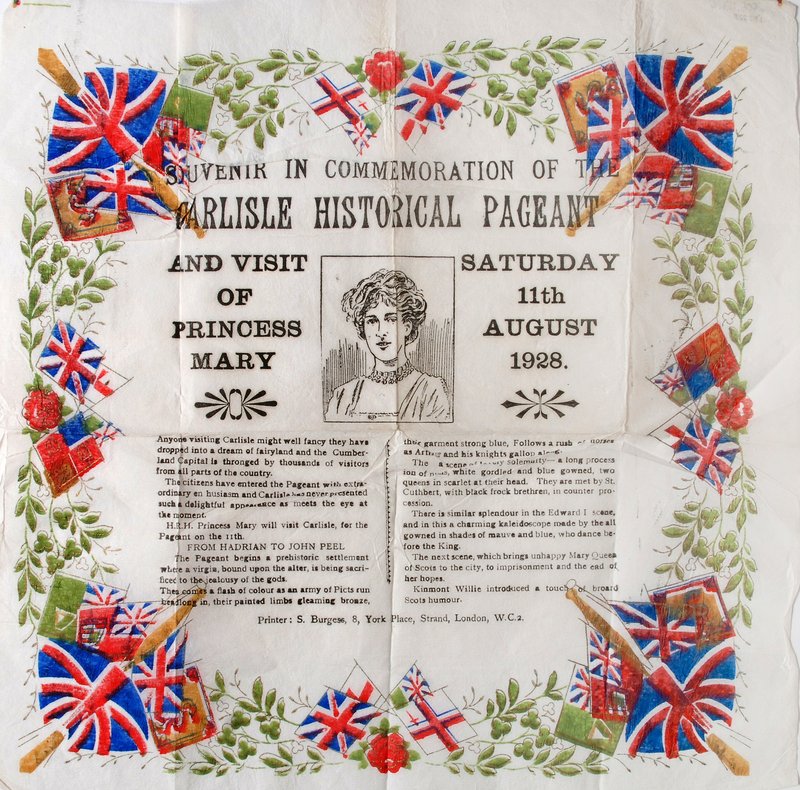 SOUVENIR IN COMMEMORATION OF THE
CARLISLE HISTORICAL PAGEANT
AND VISIT
OF
PRINCESS
MARY
SATURDAY
11th
AUGUST
1928.
Anyone visiting Carlisle might well fancy they have
dropped into a dream of fairyland and the Cumber-
land Capital is thronged by thousands of visitors
from all parts of the country.
The citizens have entered the Pageant with extra-
ordinary en husiasm and Carlisle has never presented
such a delightful appearance as meets the eye at
the moment.
H.R.H. Princess Mary will visit Carlisle, for the
Pageant on the 11th.
FROM HADRIAN TO JOHN PEEL
The Pageant begins a prehistoric settlement
where a virgin, bound upon the alter, is being sacri-
ficed to the jealousy of the gods.
Thes comes a flash of colour as an army of Picts run
headlong in, their painted limbs gleaming bronze,
their garment strong blue, Follows a rush of horses
as Arthur and his knights gallop along.
The a scene of solemnity—a long process
ion of white gordled and blue gowned, two
queens in scarlet at their head. They are met by St.
Cuthbert, with black frock brethren, in counter pro-
cession.
There is similar splendour in the Edward I scene,
and in this a charming kaleidoscope made by the all
gowned in shades of mauve and blue, who dance be-
fore the King.
The next scene, which brings unhappy Mary Queen
of Scots to the city, to imprisonment and the end of
her hopes.
Kinmont Willie introduced a touch of broard
Scots humour.
Printer: S. Burgess, 8, York Place, Strand, London, W.C.2.